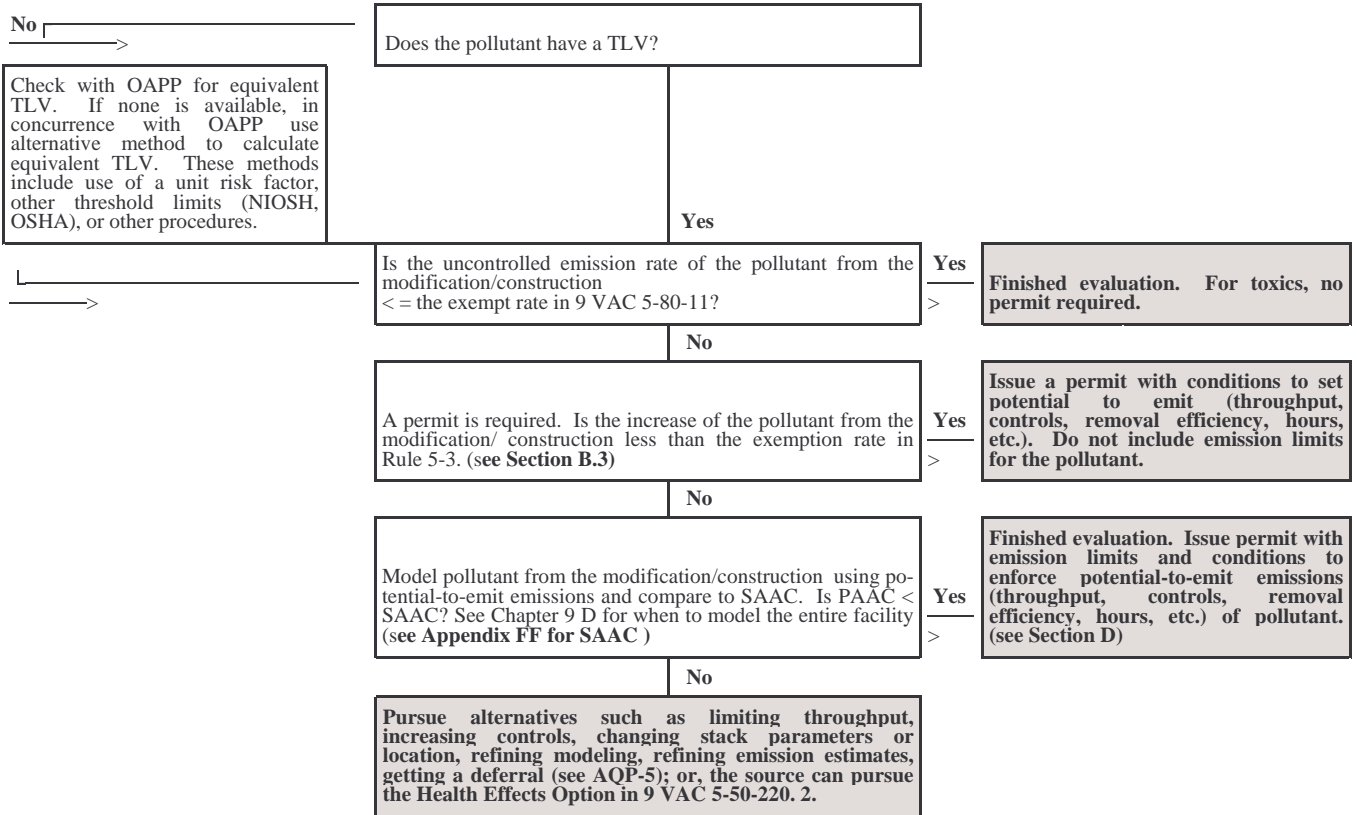 No
>
Does the pollutant have a TLV?
Check with OAPP for equivalent
TLV. If none is available, in
concurrence with OAPP use
alternative method to calculate
equivalent TLV. These methods
include use of a unit risk factor,
other threshold limits (NIOSH,
OSHA), or other procedures.
Yes
>
Is the uncontrolled emission rate of the pollutant from the
modification/construction
< = the exempt rate in 9 VAC 5-80-11?
Yes
>
Finished evaluation. For toxics, no
permit required.
No
A permit is required. Is the increase of the pollutant from the
modification/ construction less than the exemption rate in
Rule 5-3. (see Section B.3)
Yes
>
Issue a permit with conditions to set
potential to emit (throughput,
controls, removal efficiency, hours,
etc.). Do not include emission limits
for the pollutant.
No
Model pollutant from the modification/construction using po-
tential-to-emit emissions and compare to SAAC. Is PAAC <
SAAC? See Chapter 9 D for when to model the entire facility
(see Appendix FF for SAAC )
Yes
>
Finished evaluation. Issue permit with
emission limits and conditions to
enforce potential-to-emit emissions
(throughput, controls, removal
efficiency, hours, etc.) of pollutant.
(see Section D)
No
Pursue alternatives such as limiting throughput,
increasing controls, changing stack parameters or
location, refining modeling, refining emission estimates,
getting a deferral (see AQP-5); or, the source can pursue
the Health Effects Option in 9 VAC 5-50-220. 2.